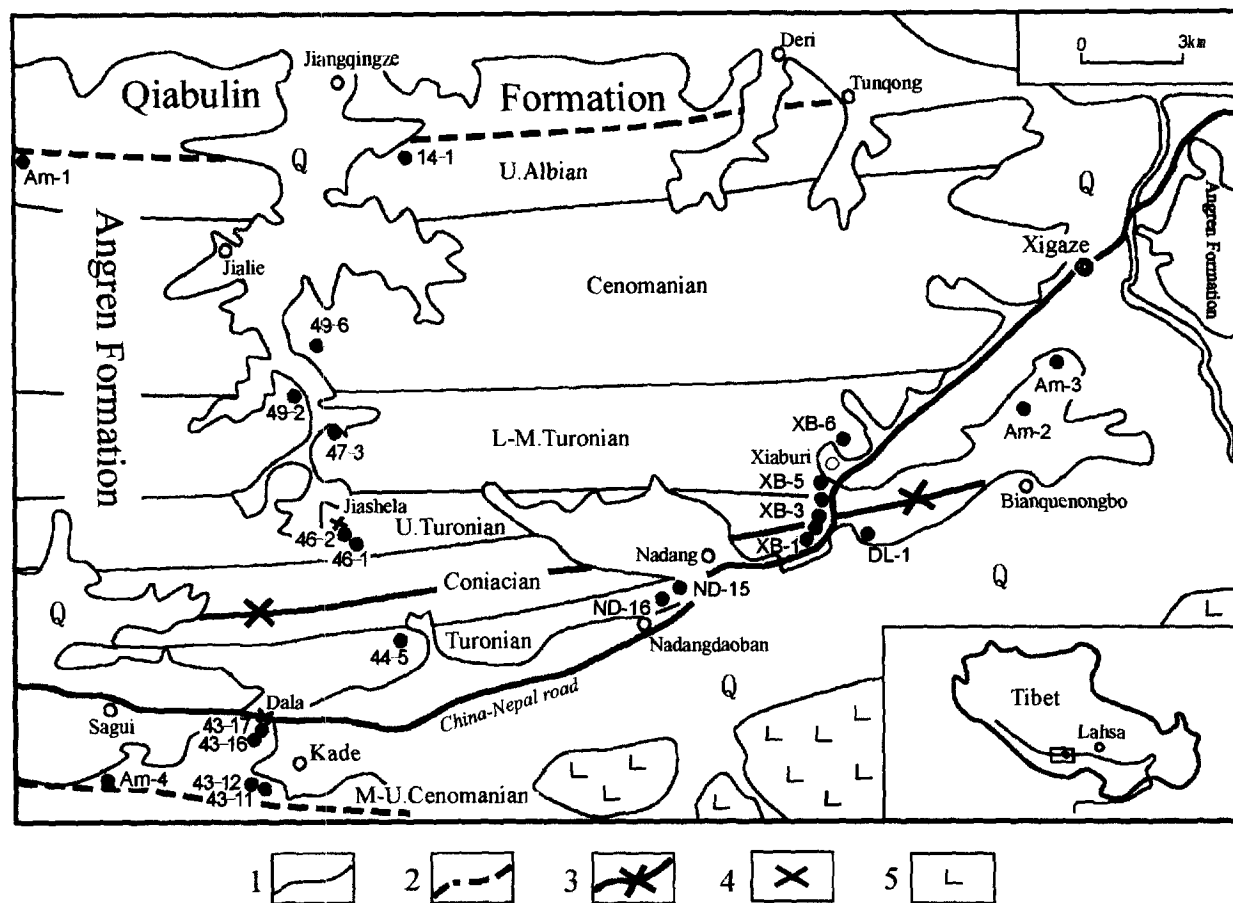 Deri
0 3km
Jiangqingze
Qiabulin Formation
Tunqong
Q
14-1
Am-1
U.Albian
Q
Angren Formation
Angren Formation
Jialie
Xigaze
Cenomanian
49-6
Am-3
49-2
Am-2
47-3
L-M.Turonian
XB-6
Xiaburi
XB-5
Bianquenongbo
Jiashela
XB-3
46-2
U.Turonian
XB-1
DL-1
46-1
Nadang
Coniacian
ND-15
Q
Q
ND-16
Turonian
Nadangdaoban
44-5
L
Q
Tibet
China-Nepal road
Dala
Sagui
43-17
43-16
Lahsa
L L L
Kade
L L
Am-4
43-12
43-11
M-U.Cenomanian
L L
L
L
L
L
1 2 3 4 5 L